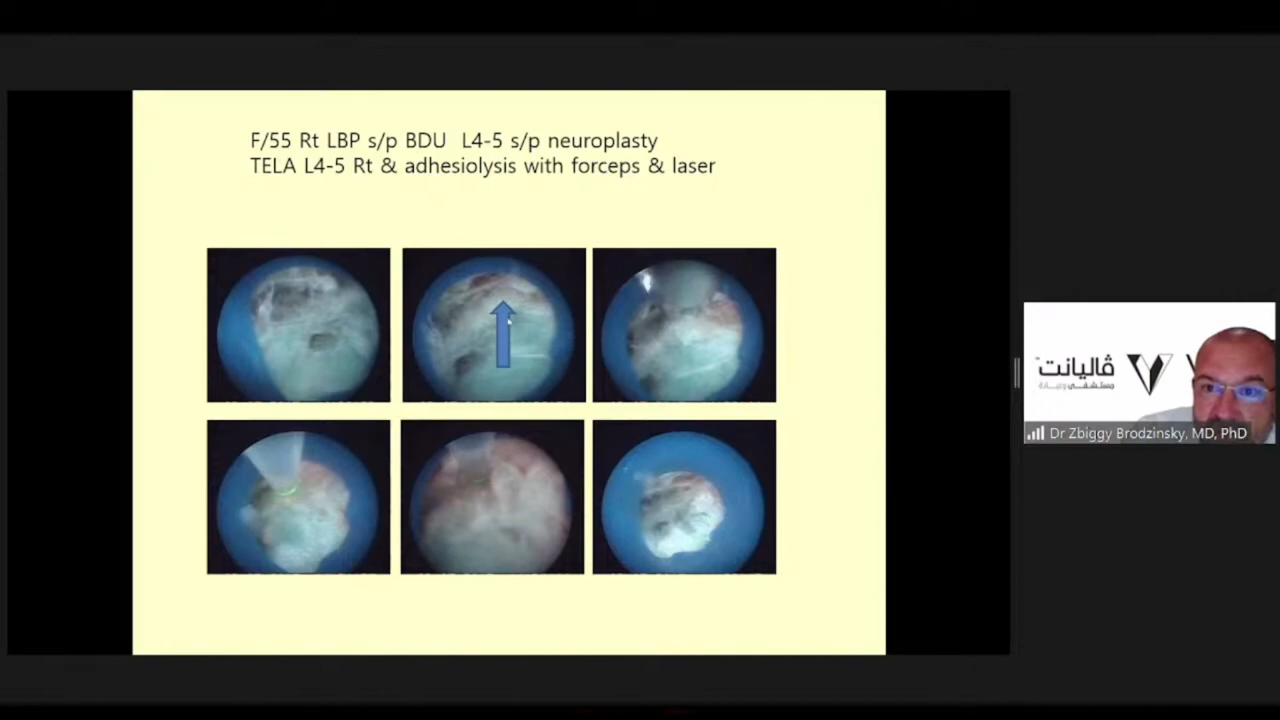 F/55 Rt LBP s/p BDU L4-5 s/p neuroplasty
TELA L4-5 Rt & adhesiolysis with forceps & laser
ڤاليانت
Dr Zbiggy Brodzinsky, MD, PhD